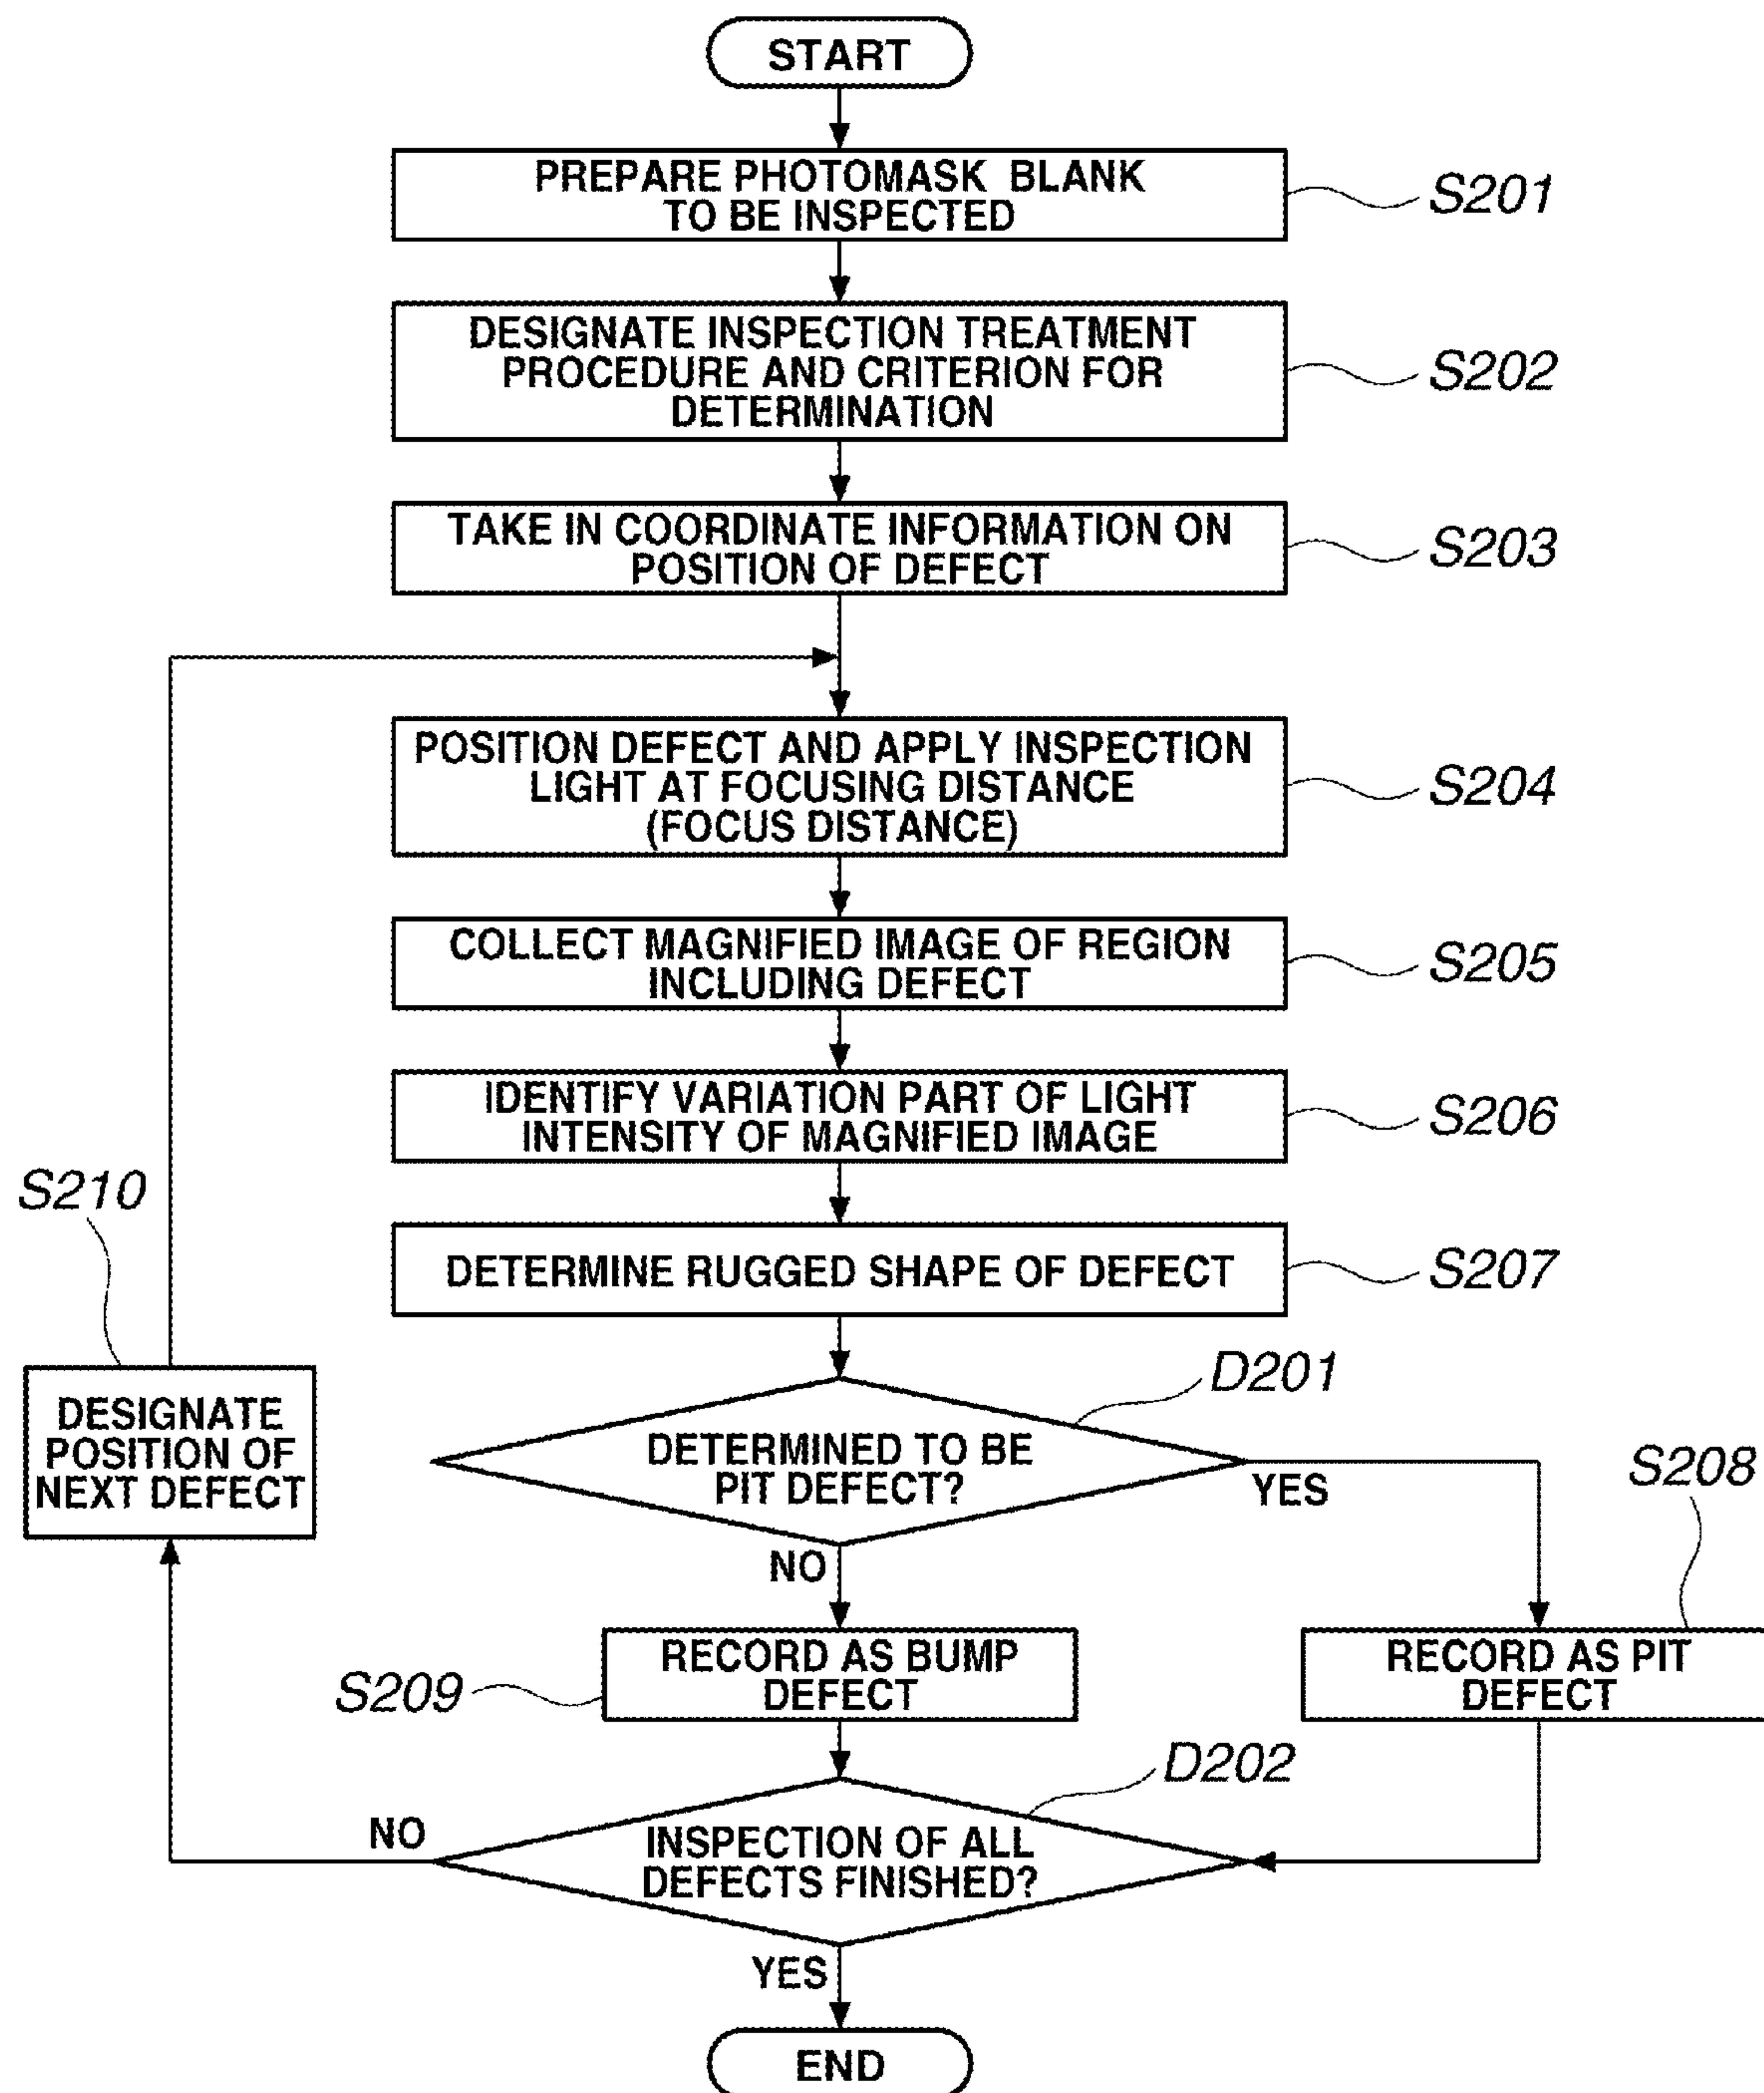 START
PREPARE PHOTOMASK BLANK
TO BE INSPECTED
S201
DESIGNATE INSPECTION TREATMENT
PROCEDURE AND CRITERION FOR
DETERMINATION
S202
TAKE IN COORDINATE INFORMATION ON
POSITION OF DEFECT
S203
POSITION DEFECT AND APPLY INSPECTION
LIGHT AT FOCUSING DISTANCE
(FOCUS DISTANCE)
S204
COLLECT MAGNIFIED IMAGE OF REGION
INCLUDING DEFECT
S205
IDENTIFY VARIATION PART OF LIGHT
INTENSITY OF MAGNIFIED IMAGE
S206
DETERMINE RUGGED SHAPE OF DEFECT
S207
S210
DESIGNATE
POSITION OF
NEXT DEFECT
D201
DETERMINED TO BE
PIT DEFECT?
YES
NO
S208
RECORD AS PIT
DEFECT
RECORD AS BUMP
DEFECT
S209
D202
INSPECTION OF ALL
DEFECTS FINISHED?
NO
YES
END